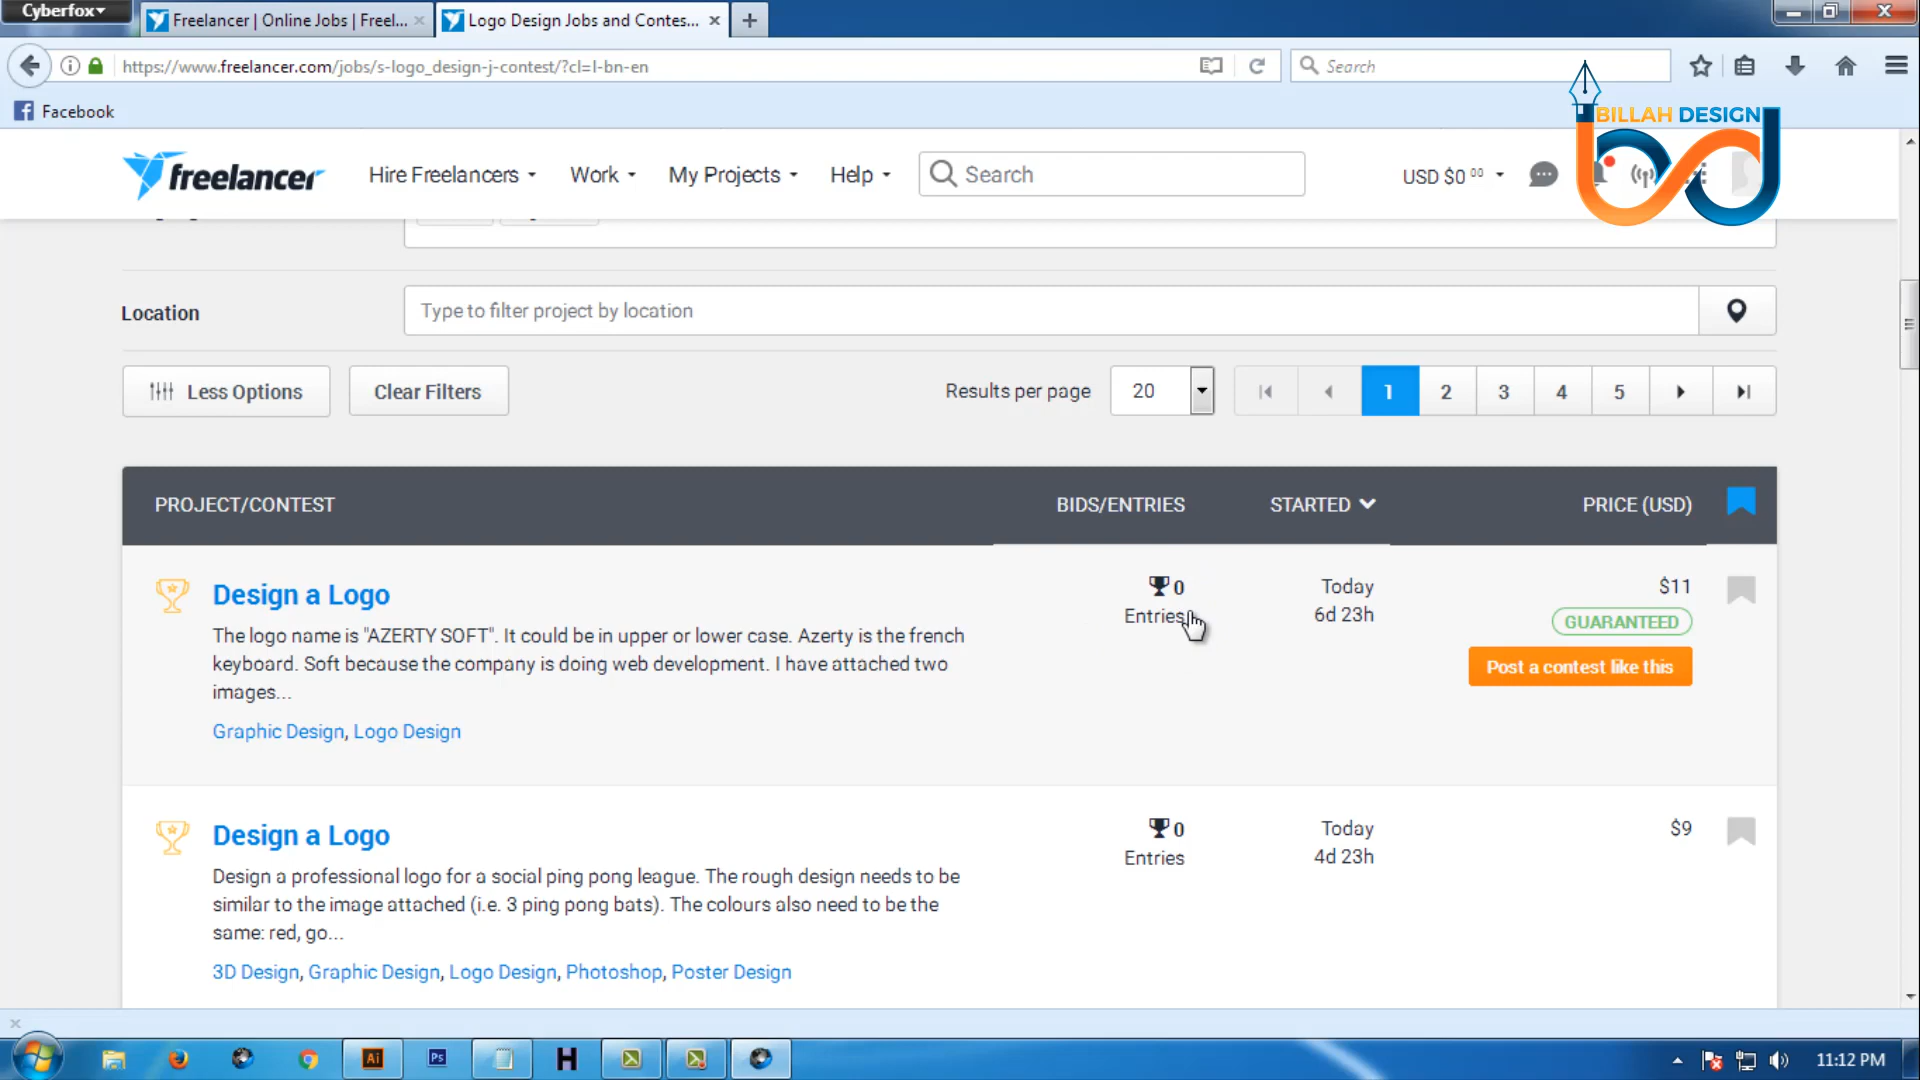 Cyberfox
Freelancer | Online Jobs | Freel...
Logo Design Jobs and Contes...
https://www.freelancer.com/jobs/s-logo_design-j-contest/?cl=l-bn-en
Search
Facebook
BILLAH DESIGN
freelancer
Hire Freelancers
Work
My Projects
Help
Search
USD $0 00
Location
Type to filter project by location
Less Options
Clear Filters
Results per page
20
1
2
3
4
5
PROJECT/CONTEST
BIDS/ENTRIES
STARTED
PRICE (USD)
Design a Logo
The logo name is "AZERTY SOFT". It could be in upper or lower case. Azerty is the french
keyboard. Soft because the company is doing web development. I have attached two
images...
Graphic Design, Logo Design
0
Entries
Today
6d 23h
$11
GUARANTEED
Post a contest like this
Design a Logo
Design a professional logo for a social ping pong league. The rough design needs to be
similar to the image attached (i.e. 3 ping pong bats). The colours also need to be the
same: red, go...
3D Design, Graphic Design, Logo Design, Photoshop, Poster Design
0
Entries
Today
4d 23h
$9
Ai
Ps
H
11:12 PM